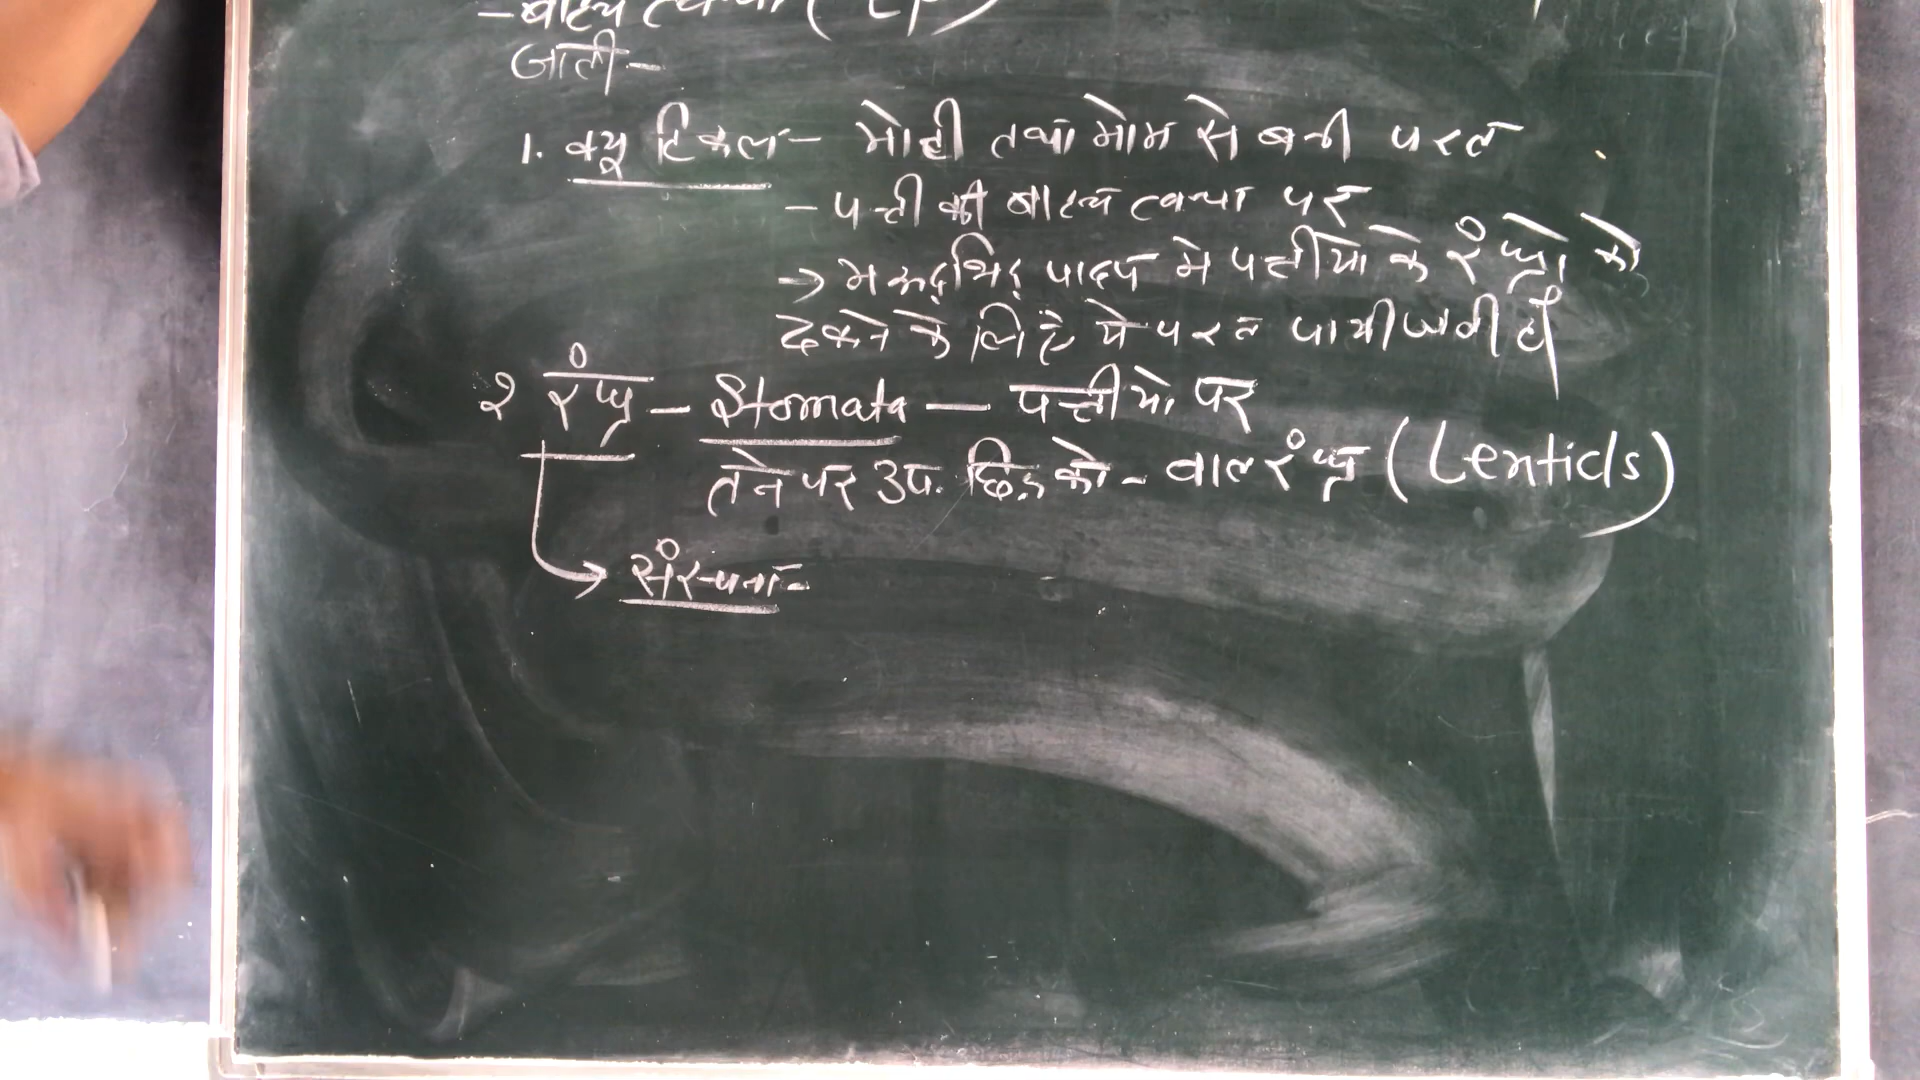 - बाह्य त्वचा (
जाती -
1. क्यूटिकल - मोटी तथा मोम से बनी परत
- पत्ती की बाह्य त्वचा पर
→ मरूद्भिद् पादप मे पत्तीयो के रंध्रो को
ढकने के लिऐ ये परत पायी जाती हैं
2 रंध्र - Stomata - पत्तीयो पर
तने पर उप. छिद्र को - वातरंध्र (Lenticls)
→ संरचना -